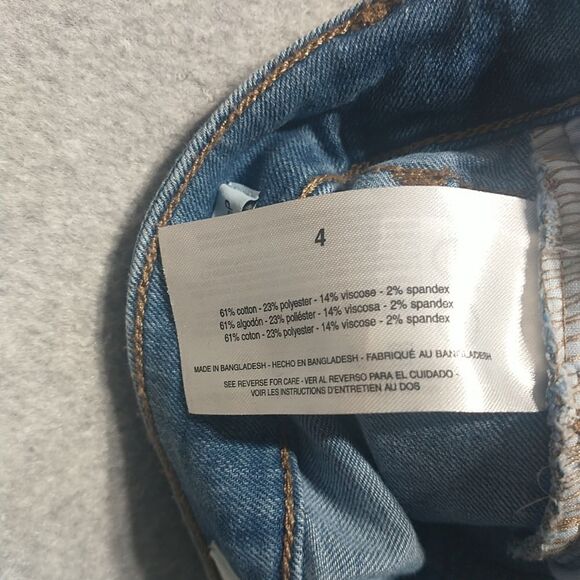 4
61% cotton - 23% polyester - 14% viscose - 2% spandex
61% algodón - 23% poliéster - 14% viscosa - 2% spandex
61% coton - 23% polyester - 14% viscose - 2% spandex
MADE IN BANGLADESH - HECHO EN BANGLADESH - FABRIQUÉ AU BANGLADESH
SEE REVERSE FOR CARE - VER AL REVERSO PARA EL CUIDADO -
VOIR LES INSTRUCTIONS D'ENTRETIEN AU DOS